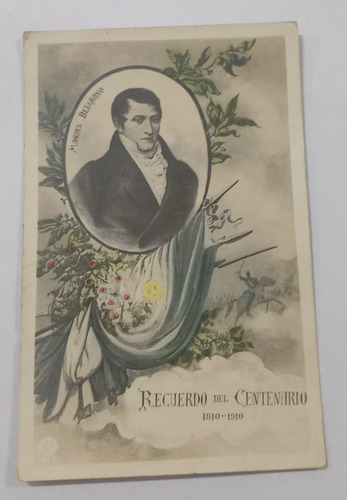 MANUEL BELGRANO
RECUERDO DEL CENTENARIO
1810-1910